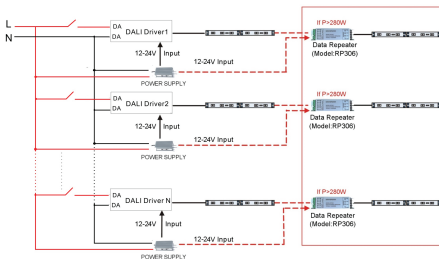 L
N
DA
DA
DALI Driver1
12-24V Input
12-24V Input
POWER SUPPLY
If P>280W
Data Repeater
(Model:RP306)
DA
DA
DALI Driver2
12-24V Input
12-24V Input
POWER SUPPLY
If P>280W
Data Repeater
(Model:RP306)
DA
DA
DALI Driver N
12-24V Input
12-24V Input
POWER SUPPLY
If P>280W
Data Repeater
(Model:RP306)